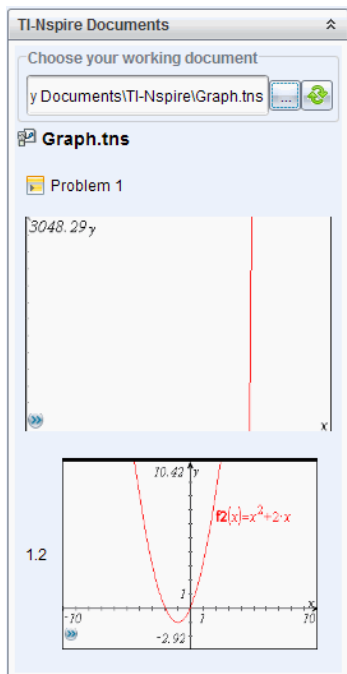 TI-Nspire Documents
Choose your working document
y Documents\TI-Nspire\Graph.tns ...
Graph.tns
Problem 1
3048.29 y
x
1.2
10.42 y
f2(x)=x²+2·x
1
x
-10 1 10
-2.92